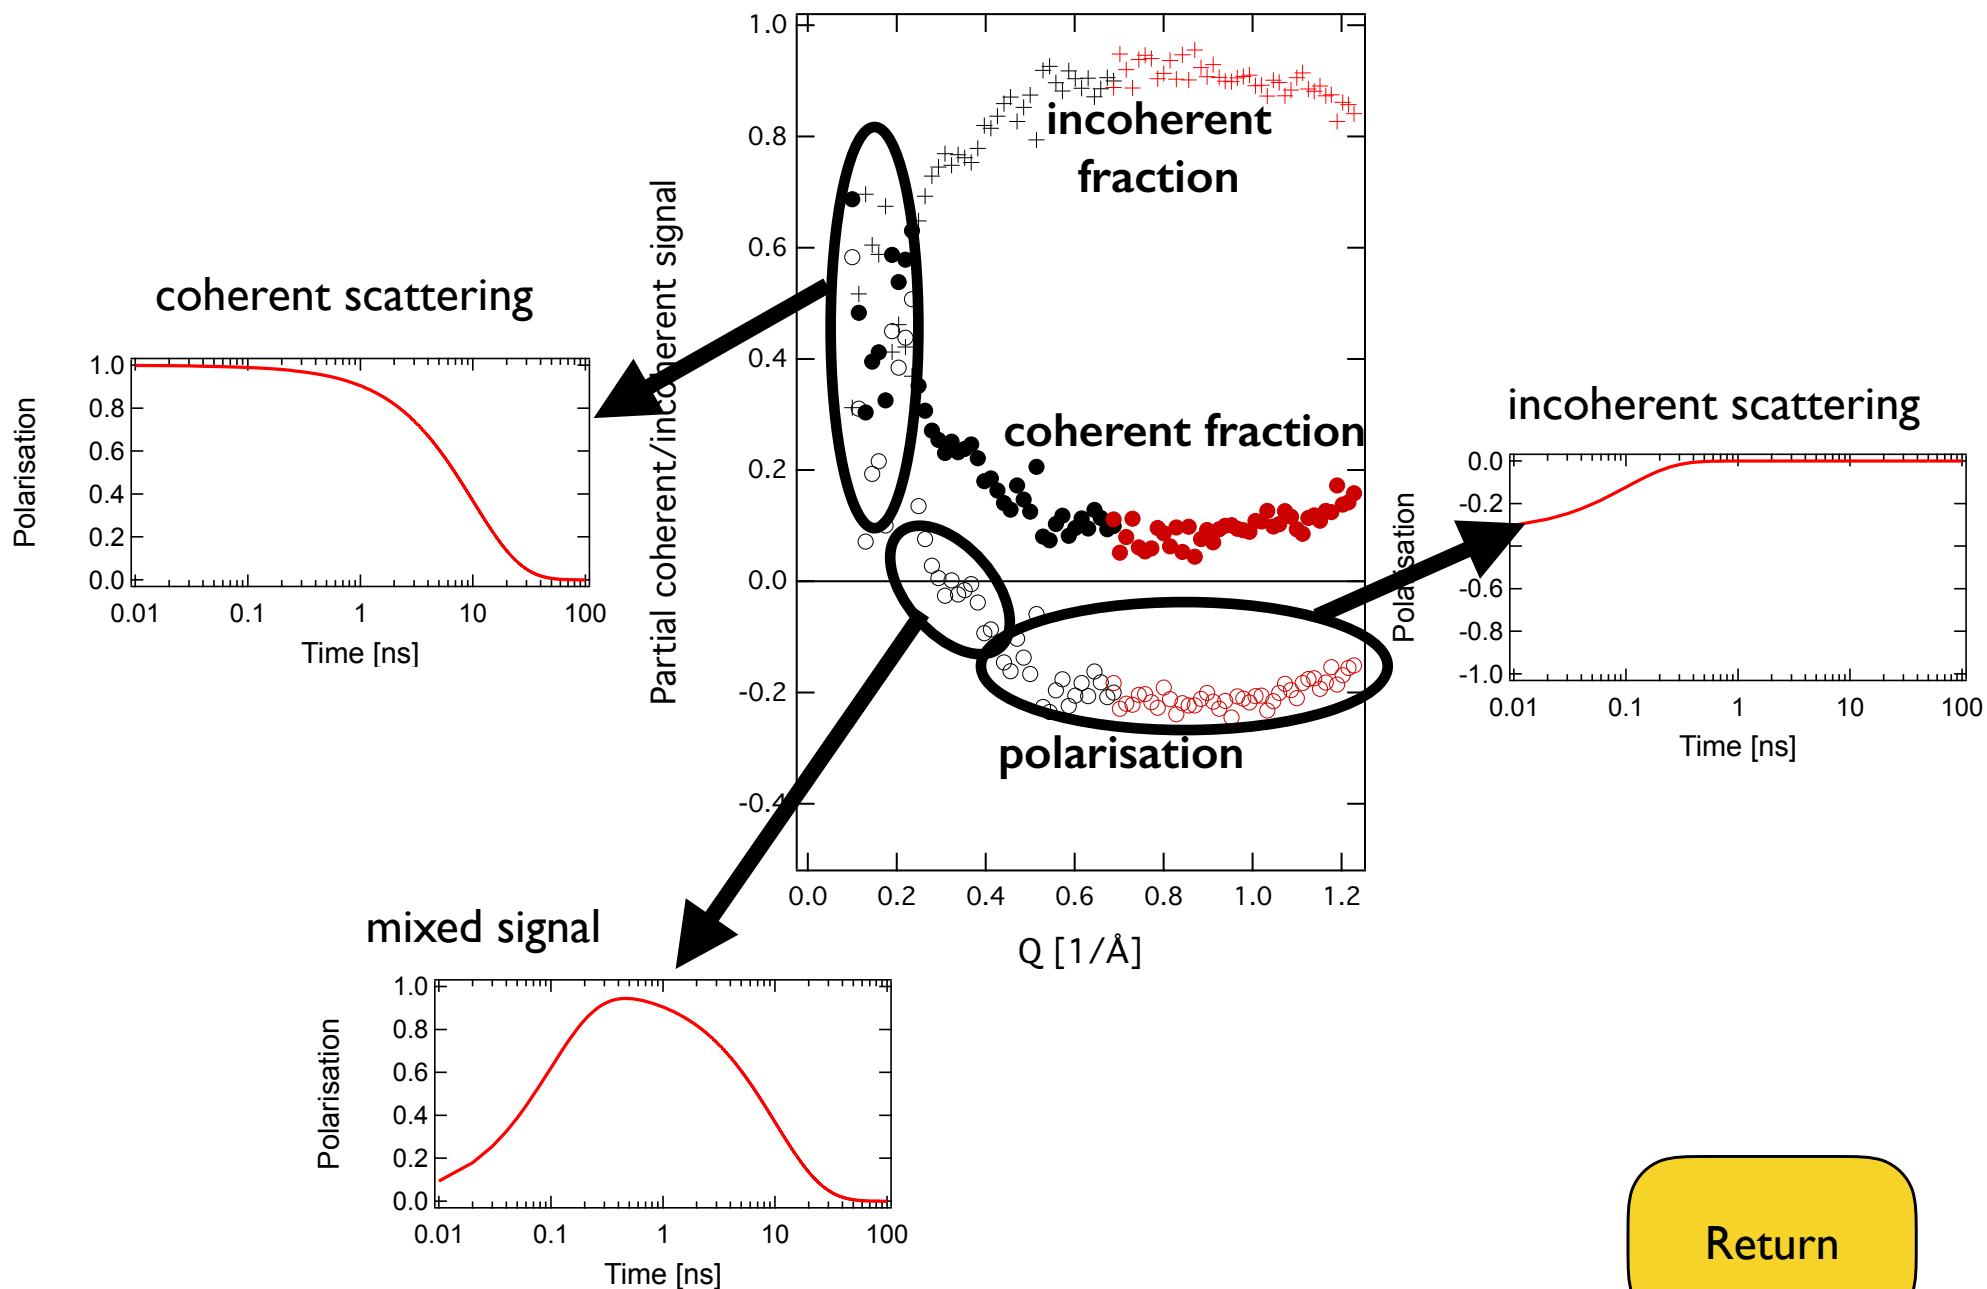 1.0
0.8
0.6
0.4
0.2
0.0
-0.2
-0.4
0.0 0.2 0.4 0.6 0.8 1.0 1.2
Q [1/Å]
Partial coherent/incoherent signal
incoherent
fraction
coherent fraction
polarisation
coherent scattering
1.0
0.8
0.6
0.4
0.2
0.0
0.01 0.1 1 10 100
Time [ns]
Polarisation
incoherent scattering
0.0
-0.2
-0.6
-0.8
-1.0
0.01 0.1 1 10 100
Time [ns]
Polarisation
mixed signal
1.0
0.8
0.6
0.4
0.2
0.0
0.01 0.1 1 10 100
Time [ns]
Polarisation
Return